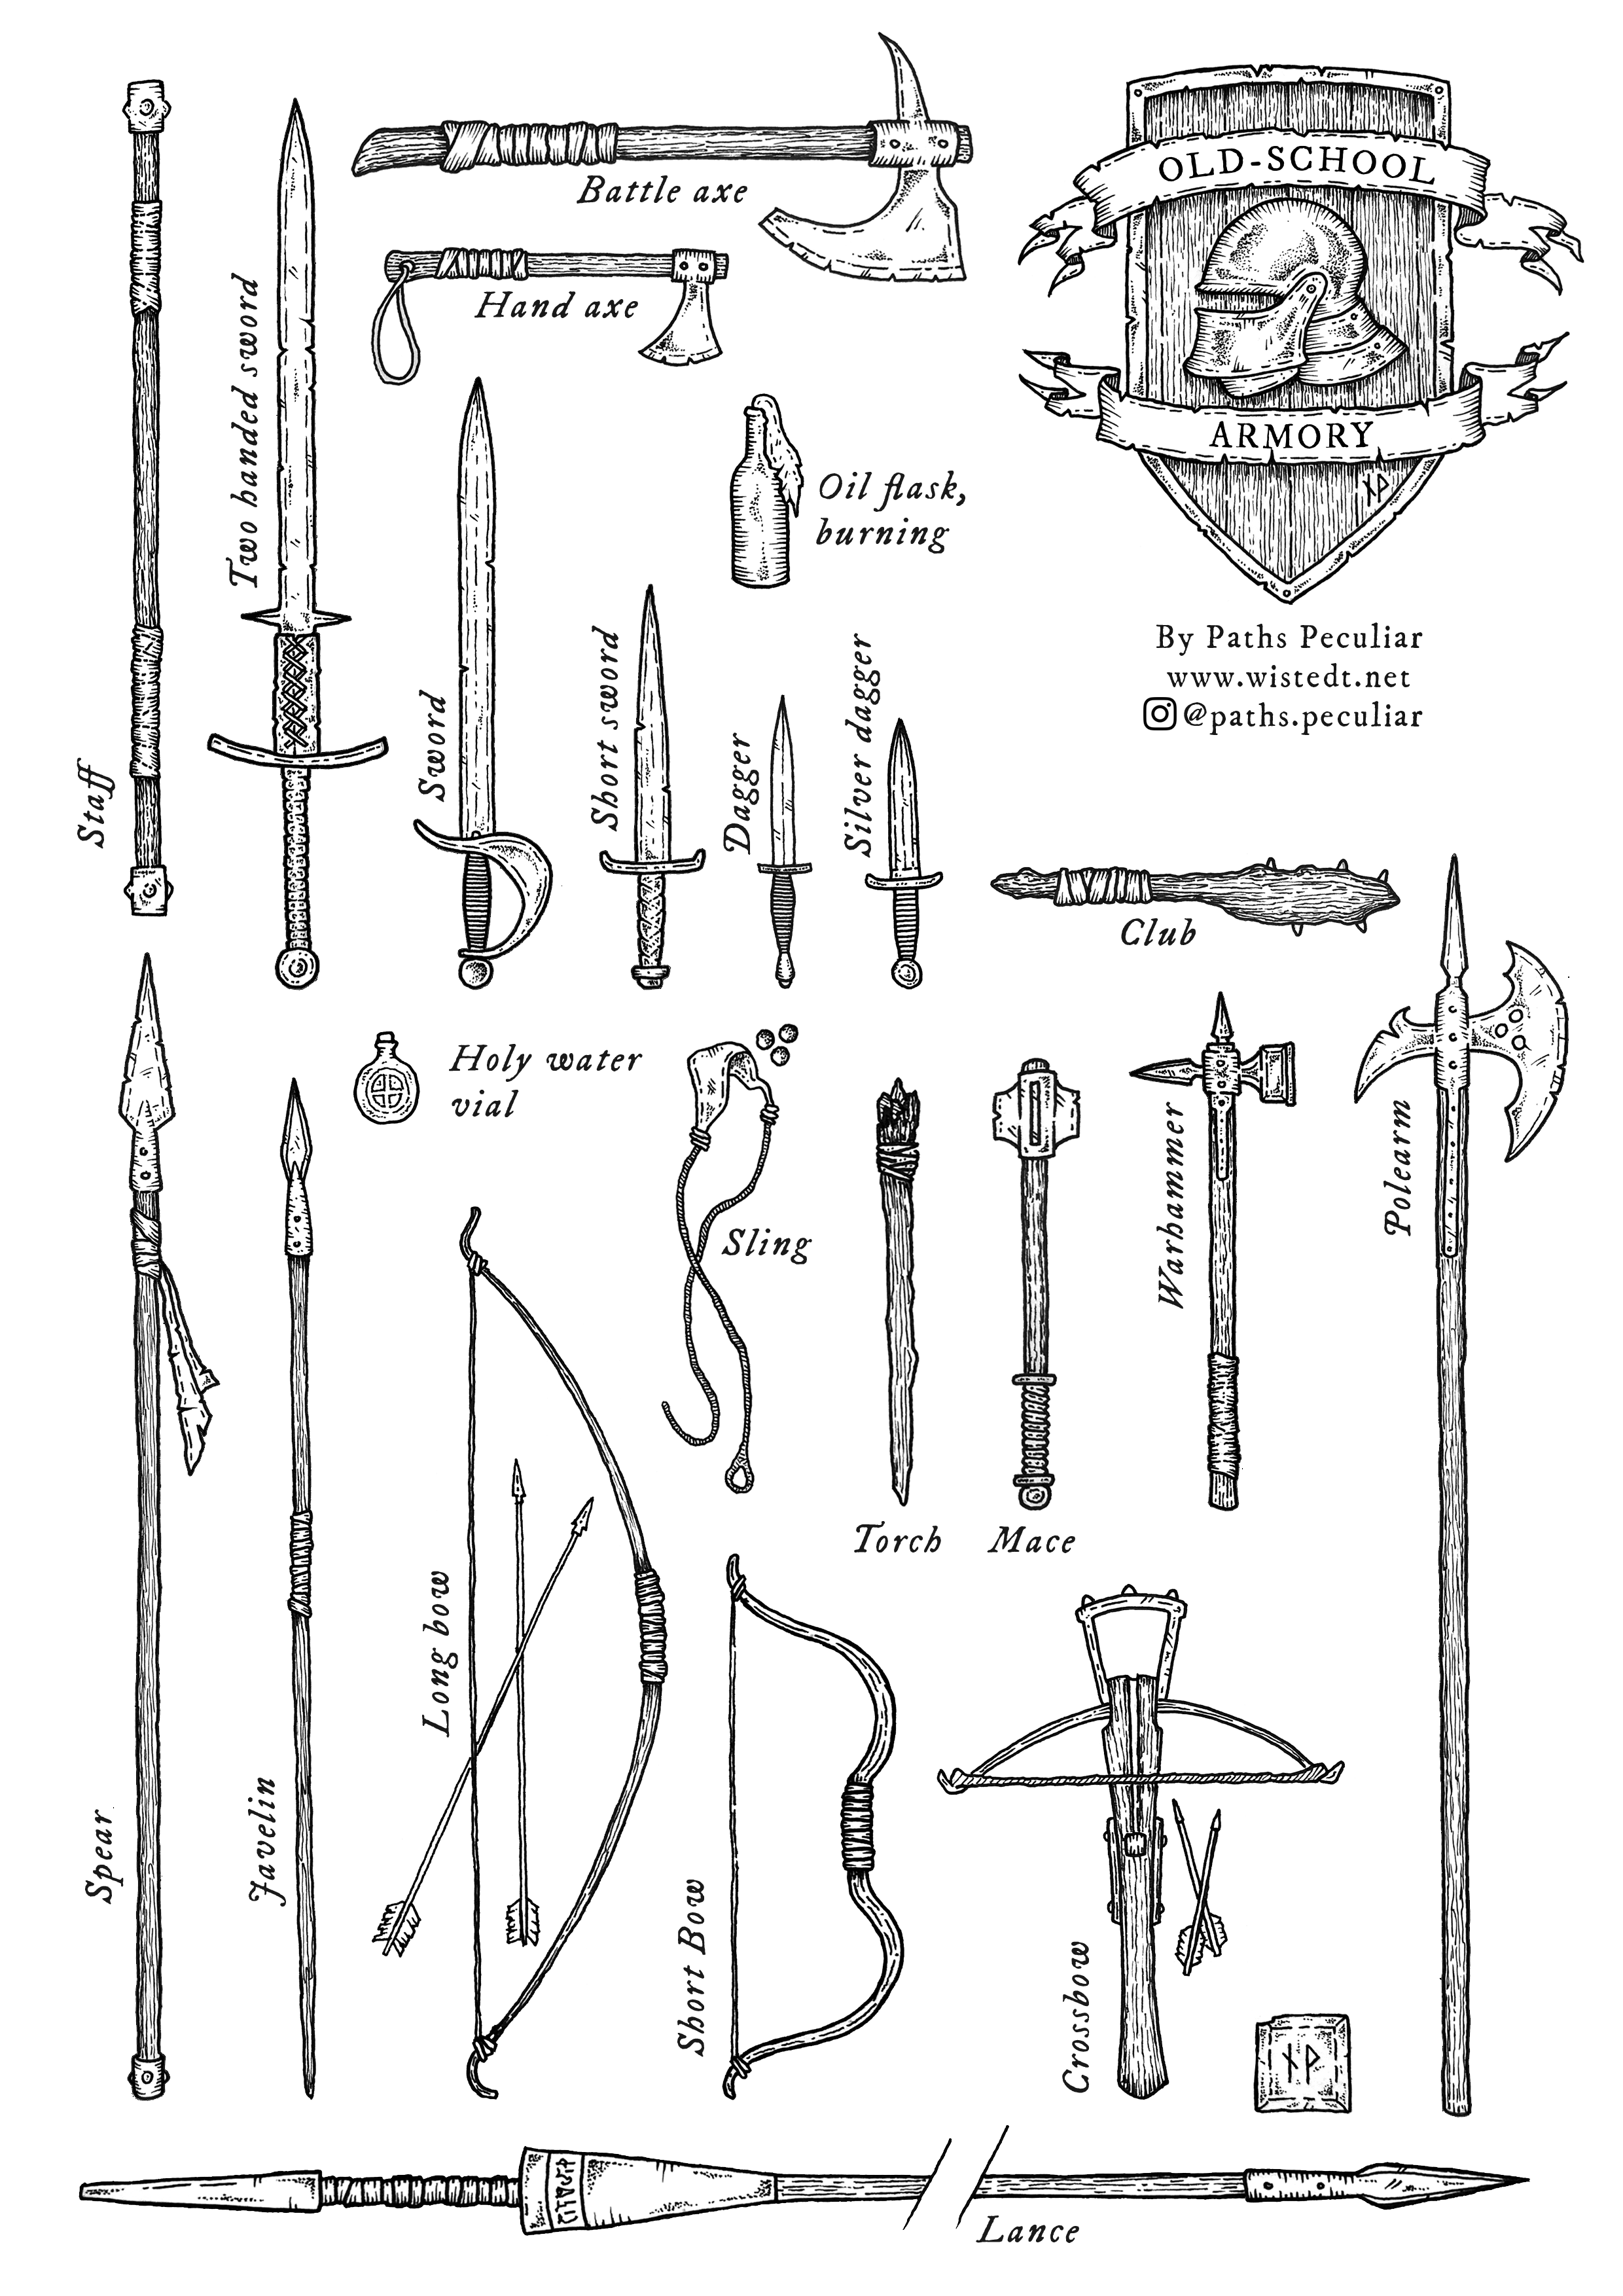 OLD-SCHOOL
ARMORY
By Paths Peculiar
www.wistedt.net
@paths.peculiar
Battle axe
Hand axe
Two handed sword
Staff
Sword
Oil flask,
burning
Short sword
Dagger
Silver dagger
Club
Holy water
vial
Sling
Torch
Mace
Warhammer
Polearm
Spear
Javelin
Long bow
Short Bow
Crossbow
Lance